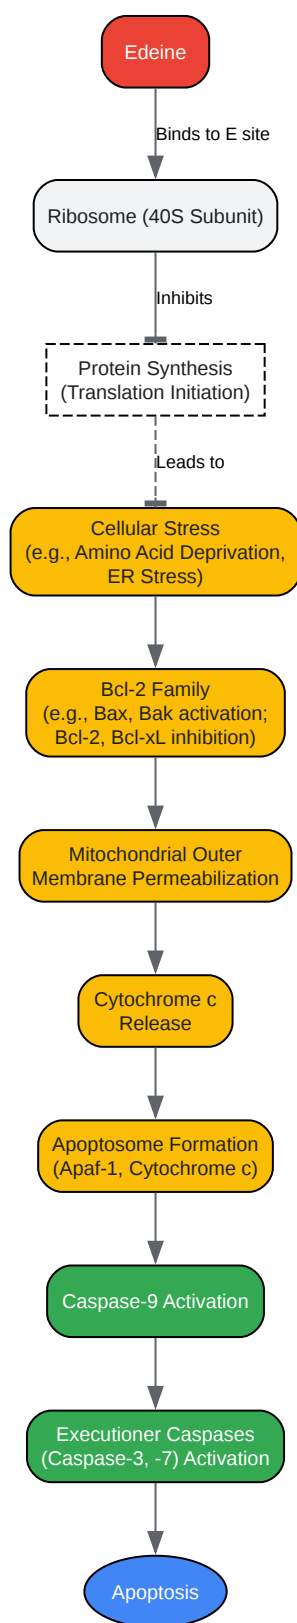 Edeine
Binds to E site
Ribosome (40S Subunit)
Inhibits
Protein Synthesis
(Translation Initiation)
Leads to
Cellular Stress
(e.g., Amino Acid Deprivation,
ER Stress)
Bcl-2 Family
(e.g., Bax, Bak activation;
Bcl-2, Bcl-xL inhibition)
Mitochondrial Outer
Membrane Permeabilization
Cytochrome c
Release
Apoptosome Formation
(Apaf-1, Cytochrome c)
Caspase-9 Activation
Executioner Caspases
(Caspase-3, -7) Activation
Apoptosis